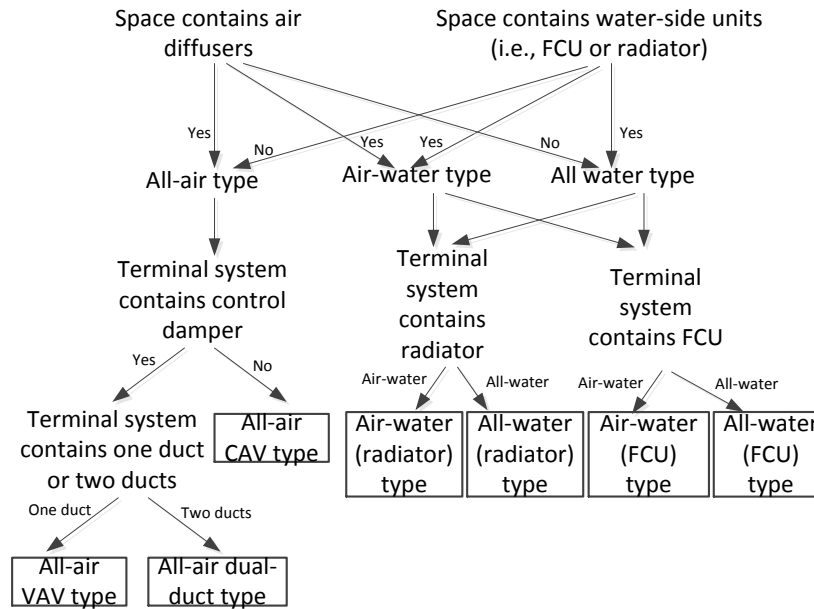 Space contains air
diffusers
Space contains water-side units
(i.e., FCU or radiator)
Yes
No
Yes
Yes
No
Yes
All-air type
Air-water type
All water type
Terminal system
contains control
damper
Terminal
system
contains
radiator
Terminal
system
contains FCU
Yes
No
Air-water
All-water
Air-water
All-water
Terminal system
contains one duct
or two ducts
All-air
CAV type
Air-water
(radiator)
type
All-water
(radiator)
type
Air-water
(FCU)
type
All-water
(FCU)
type
One duct
Two ducts
All-air
VAV type
All-air dual-
duct type